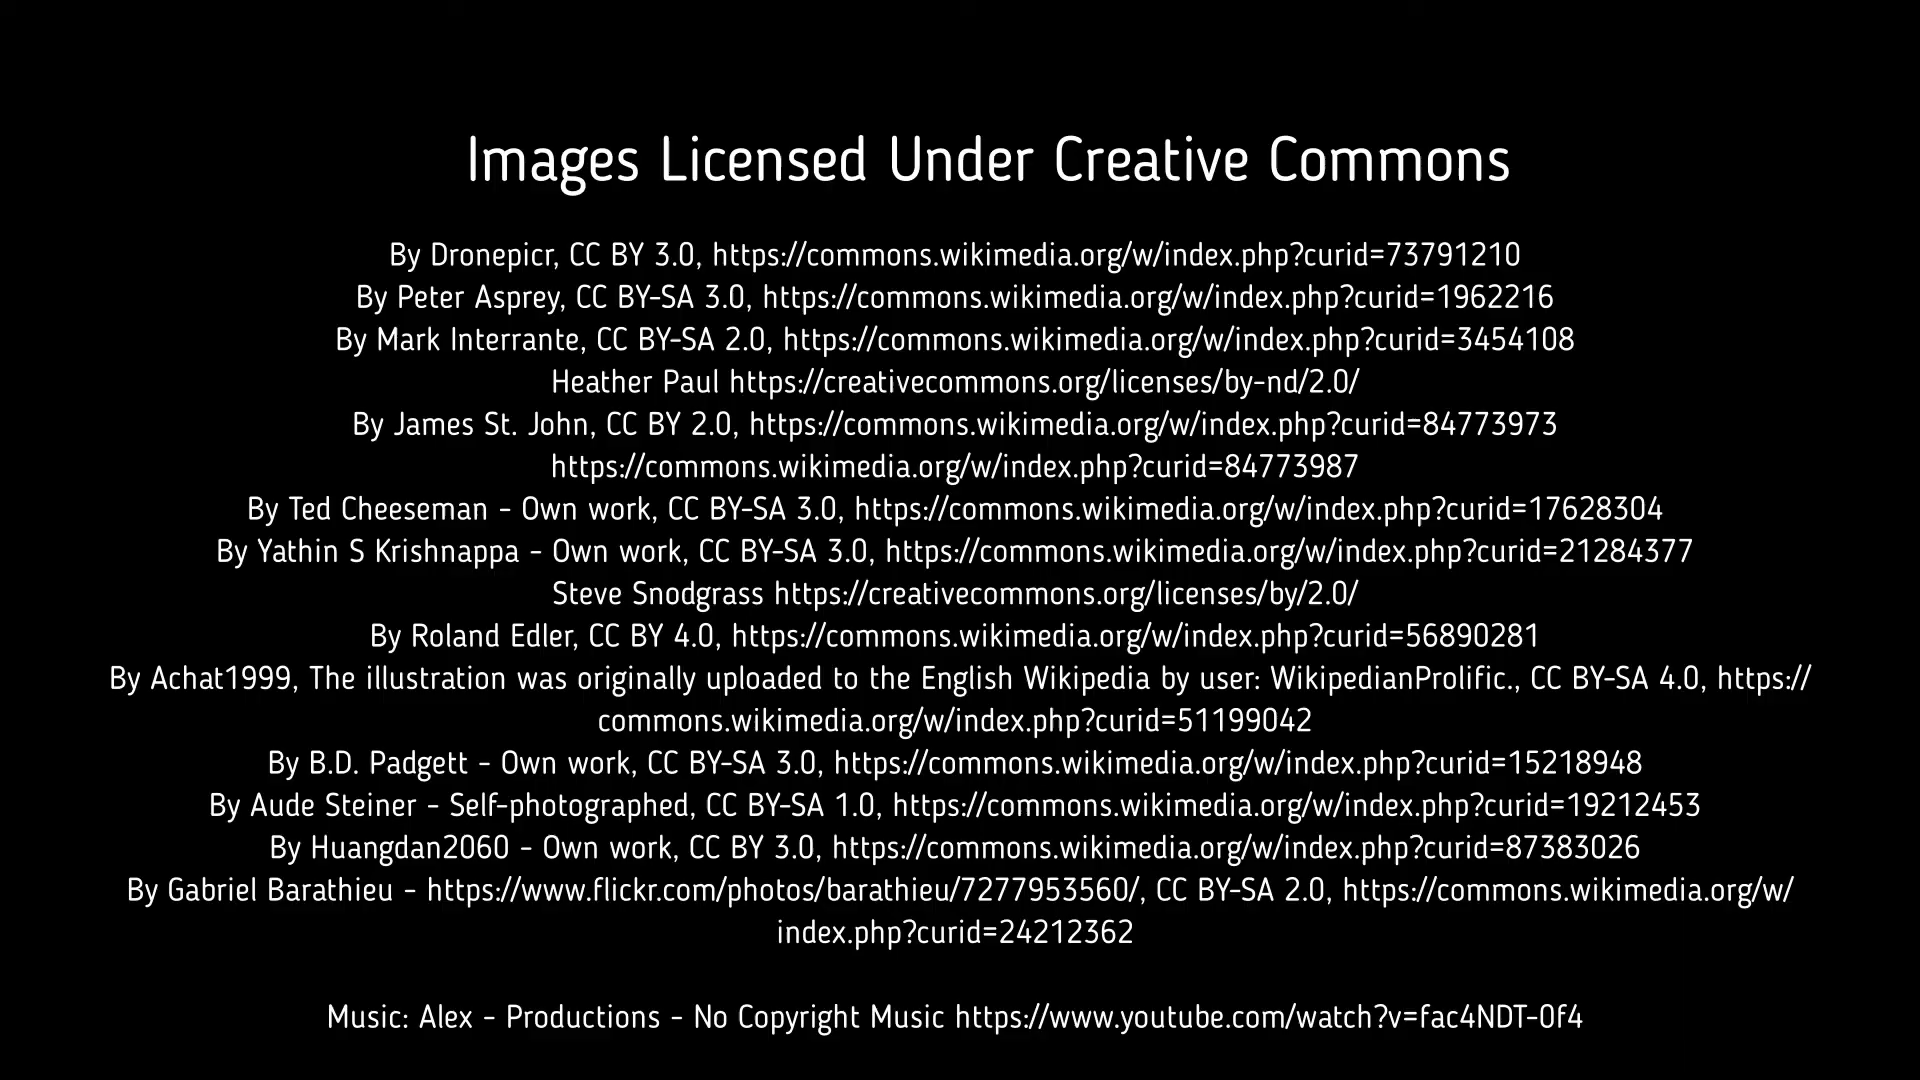 Images Licensed Under Creative Commons
By Dronepicr, CC BY 3.0, https://commons.wikimedia.org/w/index.php?curid=73791210
By Peter Asprey, CC BY-SA 3.0, https://commons.wikimedia.org/w/index.php?curid=1962216
By Mark Interrante, CC BY-SA 2.0, https://commons.wikimedia.org/w/index.php?curid=3454108
Heather Paul https://creativecommons.org/licenses/by-nd/2.0/
By James St. John, CC BY 2.0, https://commons.wikimedia.org/w/index.php?curid=84773973
https://commons.wikimedia.org/w/index.php?curid=84773987
By Ted Cheeseman - Own work, CC BY-SA 3.0, https://commons.wikimedia.org/w/index.php?curid=17628304
By Yathin S Krishnappa - Own work, CC BY-SA 3.0, https://commons.wikimedia.org/w/index.php?curid=21284377
Steve Snodgrass https://creativecommons.org/licenses/by/2.0/
By Roland Edler, CC BY 4.0, https://commons.wikimedia.org/w/index.php?curid=56890281
By Achat1999, The illustration was originally uploaded to the English Wikipedia by user: WikipedianProlific., CC BY-SA 4.0, https://
commons.wikimedia.org/w/index.php?curid=51199042
By B.D. Padgett - Own work, CC BY-SA 3.0, https://commons.wikimedia.org/w/index.php?curid=15218948
By Aude Steiner - Self-photographed, CC BY-SA 1.0, https://commons.wikimedia.org/w/index.php?curid=19212453
By Huangdan2060 - Own work, CC BY 3.0, https://commons.wikimedia.org/w/index.php?curid=87383026
By Gabriel Barathieu - https://www.flickr.com/photos/barathieu/7277953560/, CC BY-SA 2.0, https://commons.wikimedia.org/w/
index.php?curid=24212362
Music: Alex - Productions - No Copyright Music https://www.youtube.com/watch?v=fac4NDT-0f4